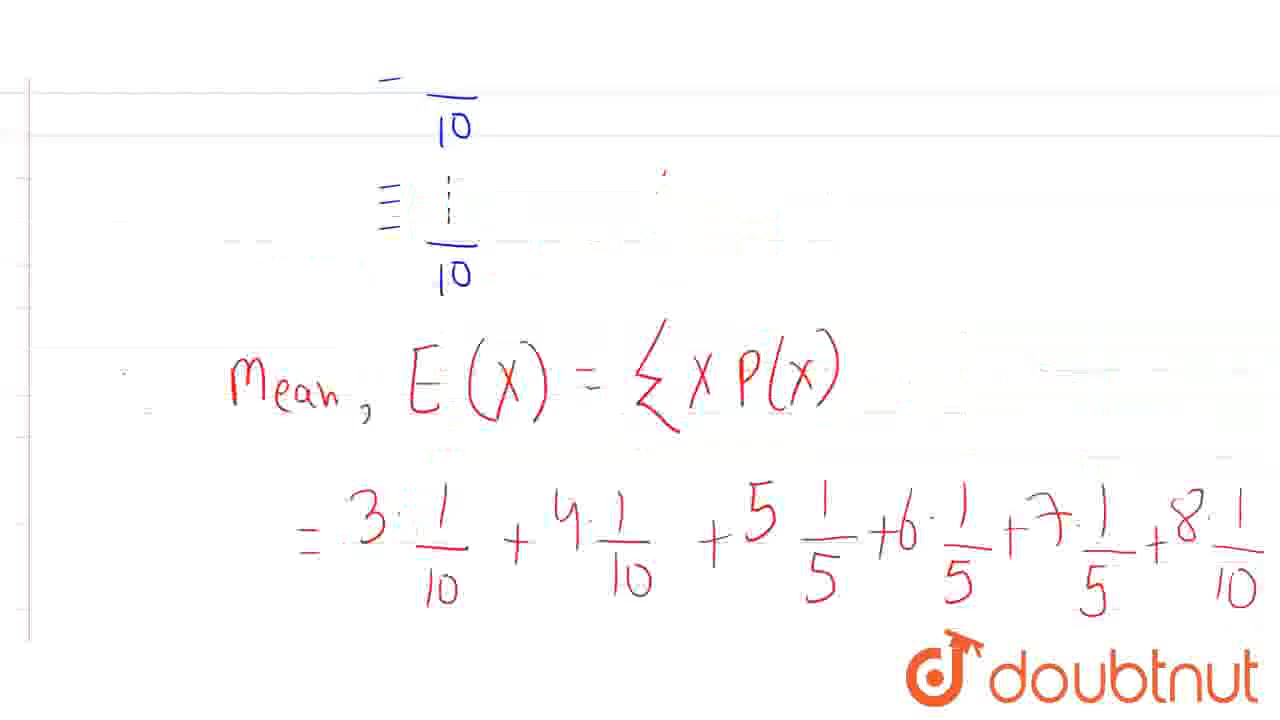 = —/10
= 1/10
Mean, E(X) = Σ X P(X)
= 3·1/10 + 4·1/10 + 5 1/5 + 6·1/5 + 7·1/5 + 8·1/10
doubtnut